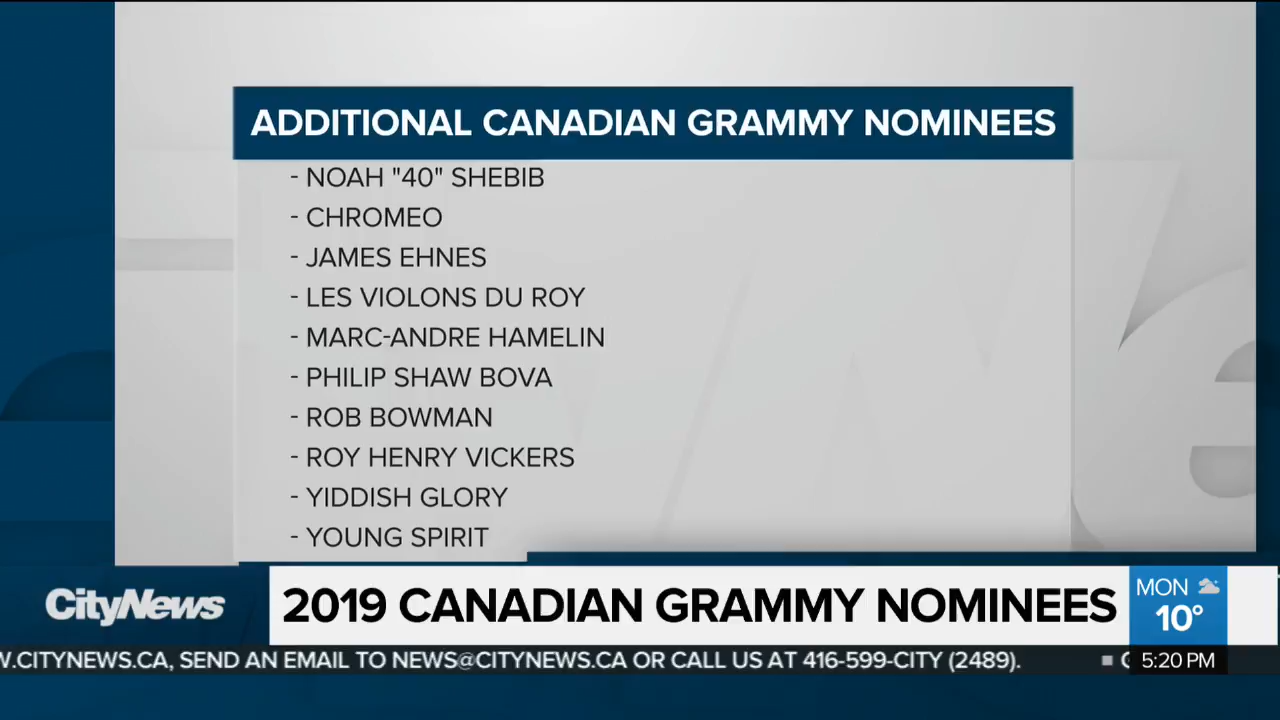 ADDITIONAL CANADIAN GRAMMY NOMINEES
- NOAH "40" SHEBIB
- CHROMEO
- JAMES EHNES
- LES VIOLONS DU ROY
- MARC-ANDRE HAMELIN
- PHILIP SHAW BOVA
- ROB BOWMAN
- ROY HENRY VICKERS
- YIDDISH GLORY
- YOUNG SPIRIT
CityNews
2019 CANADIAN GRAMMY NOMINEES
MON
10°
.CITYNEWS.CA, SEND AN EMAIL TO NEWS@CITYNEWS.CA OR CALL US AT 416-599-CITY (2489).
5:20 PM